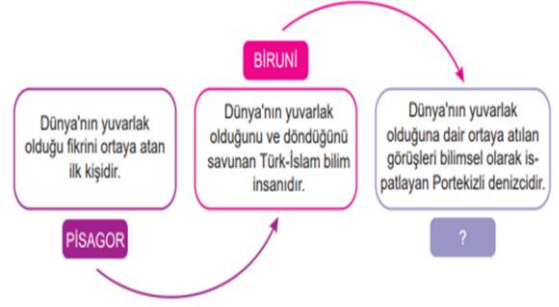 Dünya'nın yuvarlak
olduğu fikrini ortaya atan
ilk kişidir.
PİSAGOR
BİRUNİ
Dünya'nın yuvarlak
olduğunu ve döndüğünü
savunan Türk-İslam bilim
insanıdır.
Dünya'nın yuvarlak
olduğuna dair ortaya atılan
görüşleri bilimsel olarak is-
patlayan Portekizli denizcidir.
?